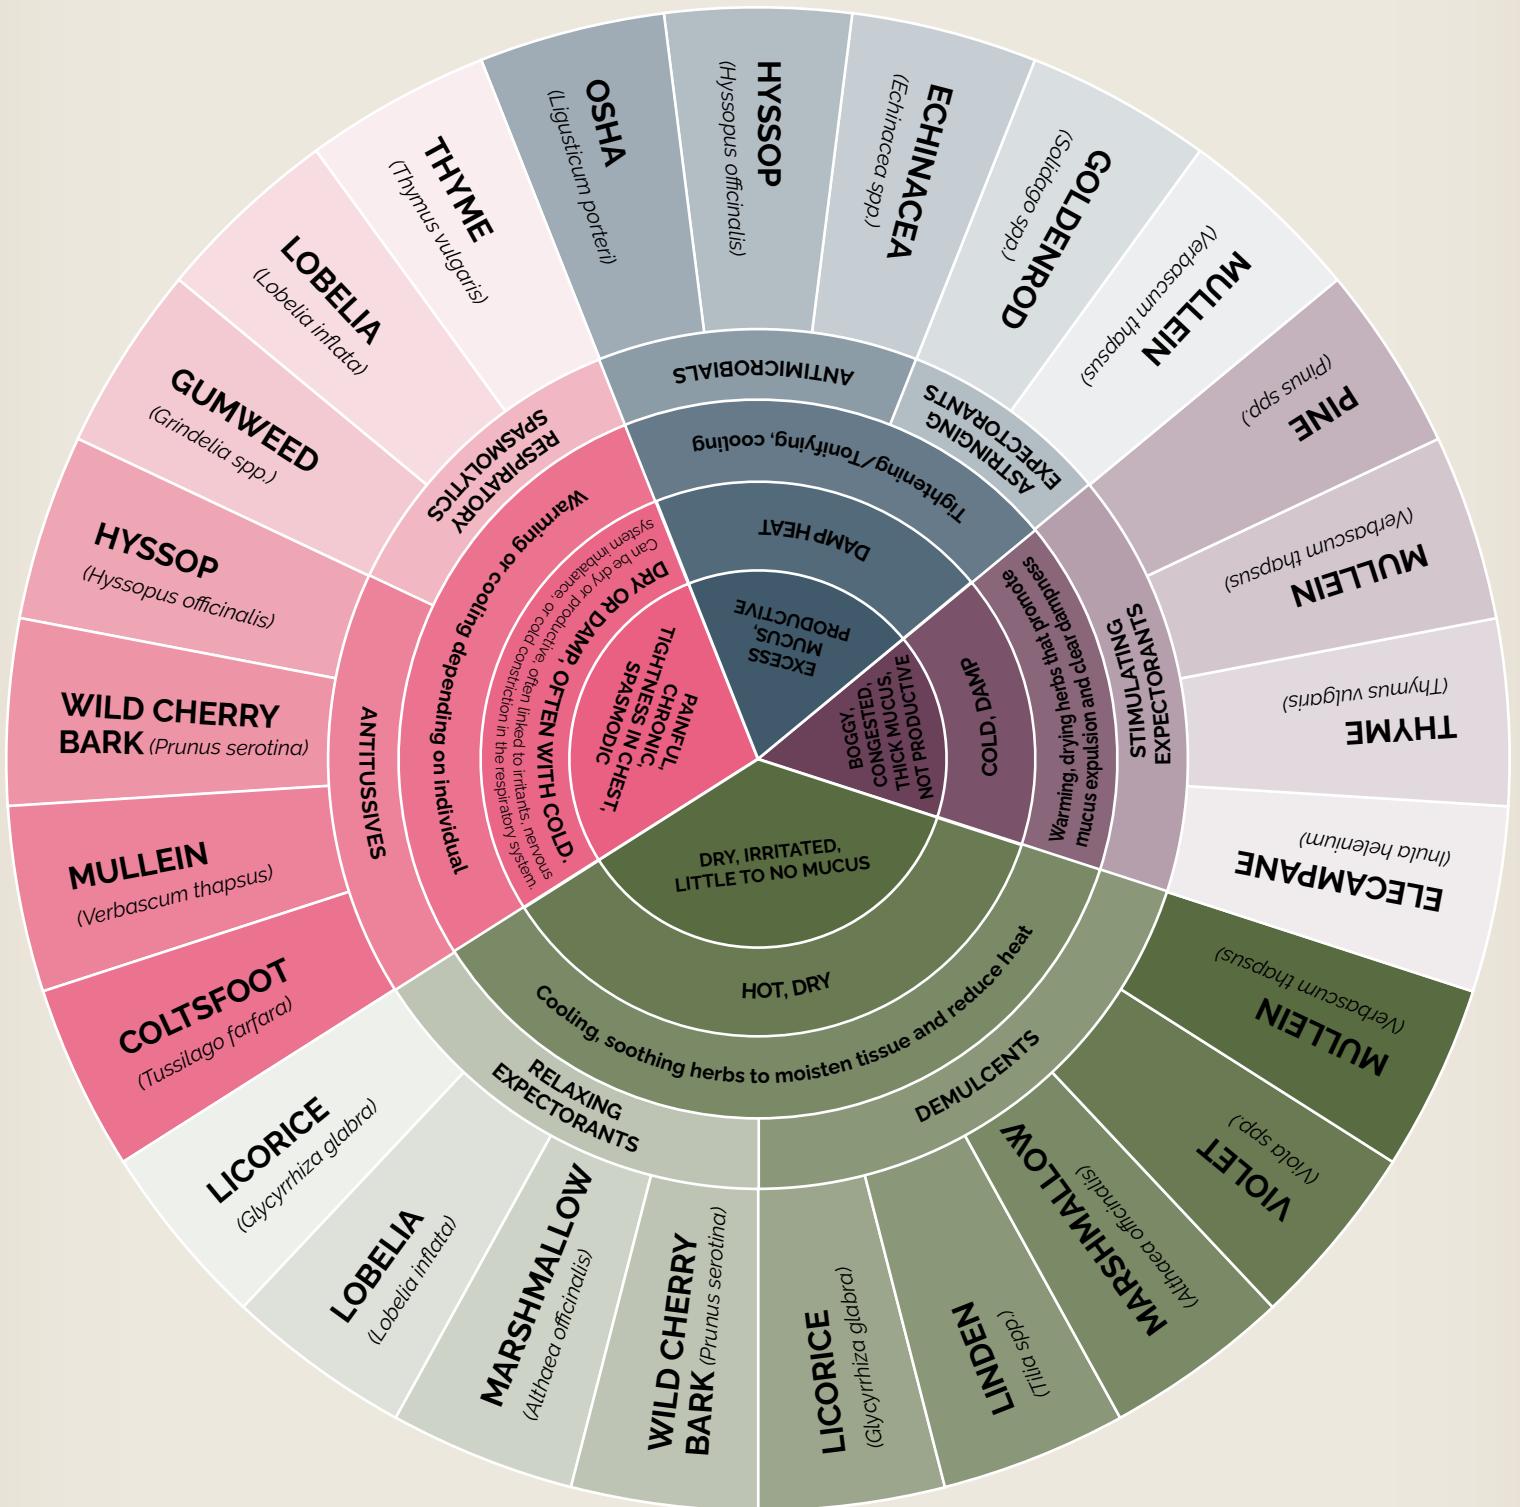 EXCESS
MUCUS,
PRODUCTIVE
DAMP HEAT
Tightening/Tonifying, cooling
ANTIMICROBIALS
OSHA
(Ligusticum porteri)
HYSSOP
(Hyssopus officinalis)
ECHINACEA
(Echinacea spp.)
ASTRINGING
EXPECTORANTS
GOLDENROD
(Solidago spp.)
MULLEIN
(Verbascum thapsus)
BOGGY,
CONGESTED,
THICK MUCUS,
NOT PRODUCTIVE
COLD, DAMP
Warming, drying herbs that promote
mucus expulsion and clear dampness
STIMULATING
EXPECTORANTS
PINE
(Pinus spp.)
MULLEIN
(Verbascum thapsus)
THYME
(Thymus vulgaris)
ELECAMPANE
(Inula helenium)
DRY, IRRITATED,
LITTLE TO NO MUCUS
HOT, DRY
Cooling, soothing herbs to moisten tissue and reduce heat
DEMULCENTS
MULLEIN
(Verbascum thapsus)
VIOLET
(Viola spp.)
MARSHMALLOW
(Althaea officinalis)
LINDEN
(Tilia spp.)
LICORICE
(Glycyrrhiza glabra)
RELAXING
EXPECTORANTS
WILD CHERRY
BARK (Prunus serotina)
MARSHMALLOW
(Althaea officinalis)
LOBELIA
(Lobelia inflata)
LICORICE
(Glycyrrhiza glabra)
PAINFUL,
CHRONIC,
TIGHTNESS IN CHEST,
SPASMODIC
DRY OR DAMP, OFTEN WITH COLD.
Can be dry or productive, often linked to irritants, nervous
system imbalance, or cold constriction in the respiratory system.
Warming or cooling depending on individual
ANTITUSSIVES
COLTSFOOT
(Tussilago farfara)
MULLEIN
(Verbascum thapsus)
WILD CHERRY
BARK (Prunus serotina)
HYSSOP
(Hyssopus officinalis)
RESPIRATORY
SPASMOLYTICS
GUMWEED
(Grindelia spp.)
LOBELIA
(Lobelia inflata)
THYME
(Thymus vulgaris)